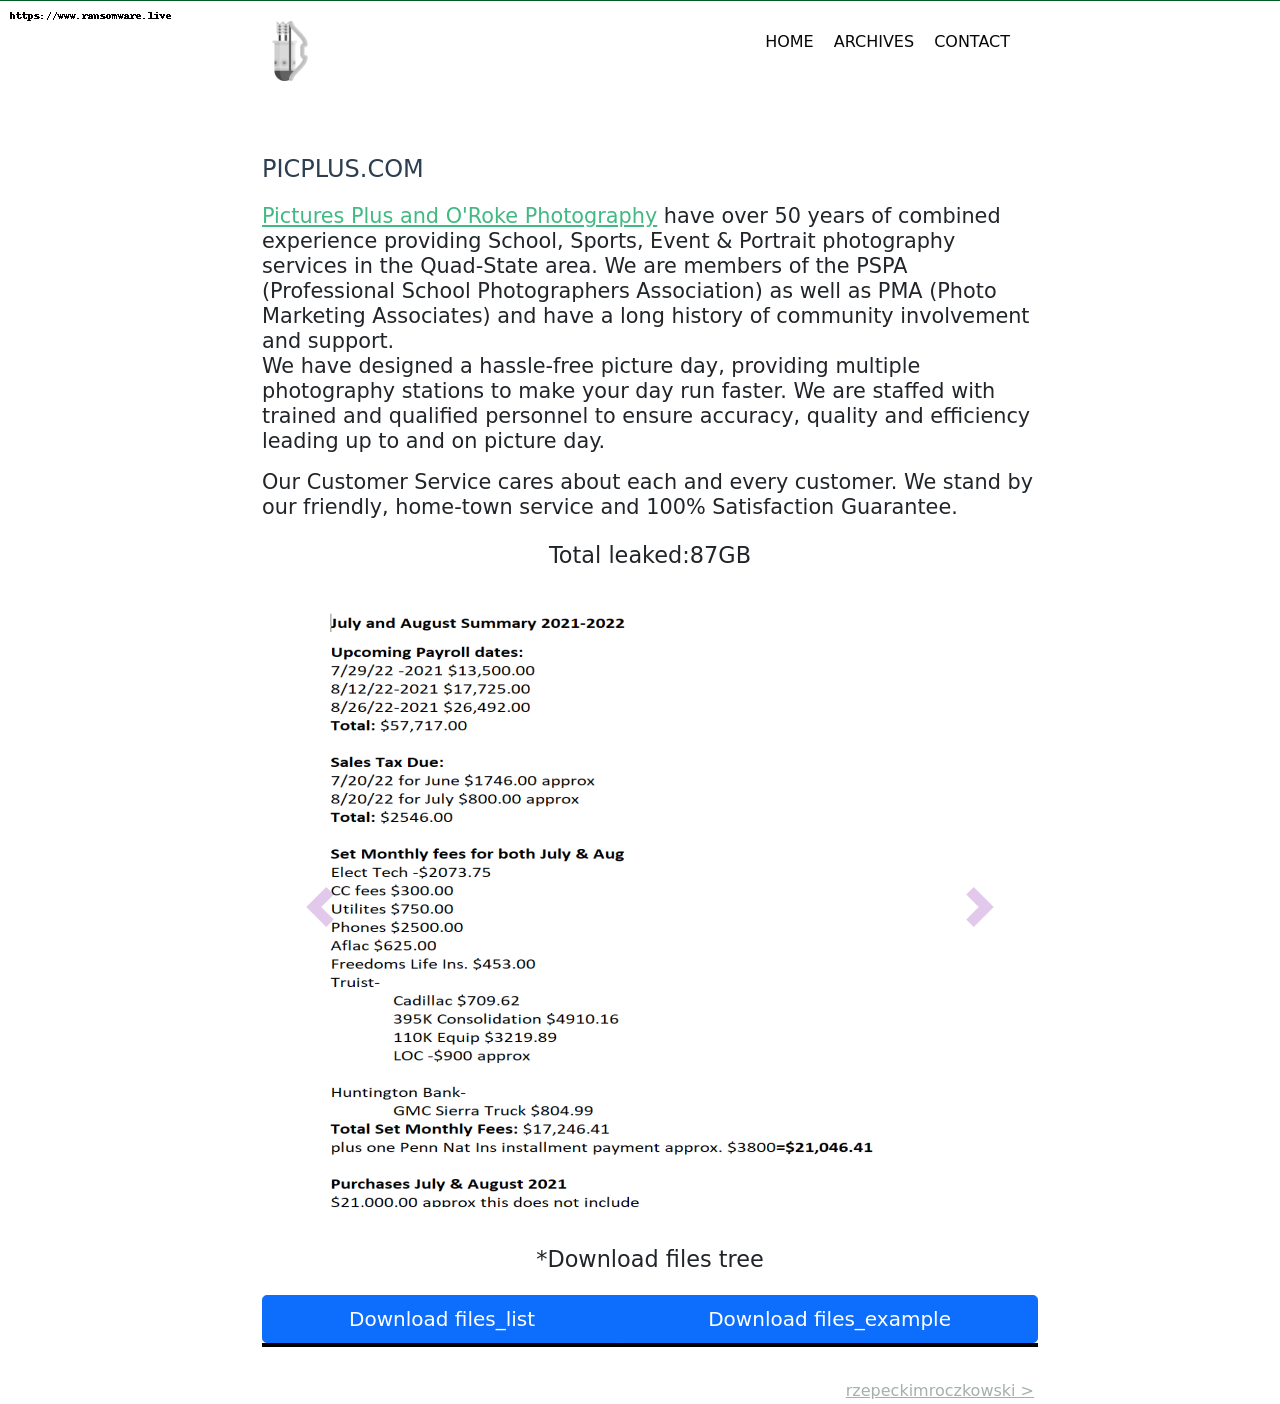 https://www.ransomware.live
HOME ARCHIVES CONTACT
PICPLUS.COM
Pictures Plus and O'Roke Photography have over 50 years of combined
experience providing School, Sports, Event & Portrait photography
services in the Quad-State area. We are members of the PSPA
(Professional School Photographers Association) as well as PMA (Photo
Marketing Associates) and have a long history of community involvement
and support.
We have designed a hassle-free picture day, providing multiple
photography stations to make your day run faster. We are staffed with
trained and qualified personnel to ensure accuracy, quality and efficiency
leading up to and on picture day.
Our Customer Service cares about each and every customer. We stand by
our friendly, home-town service and 100% Satisfaction Guarantee.
Total leaked:87GB
July and August Summary 2021-2022
Upcoming Payroll dates:
7/29/22 -2021 $13,500.00
8/12/22-2021 $17,725.00
8/26/22-2021 $26,492.00
Total: $57,717.00
Sales Tax Due:
7/20/22 for June $1746.00 approx
8/20/22 for July $800.00 approx
Total: $2546.00
Set Monthly fees for both July & Aug
Elect Tech -$2073.75
CC fees $300.00
Utilites $750.00
Phones $2500.00
Aflac $625.00
Freedoms Life Ins. $453.00
Truist-
Cadillac $709.62
395K Consolidation $4910.16
110K Equip $3219.89
LOC -$900 approx
Huntington Bank-
GMC Sierra Truck $804.99
Total Set Monthly Fees: $17,246.41
plus one Penn Nat Ins installment payment approx. $3800=$21,046.41
Purchases July & August 2021
$21,000.00 approx this does not include
*Download files tree
Download files_list Download files_example
rzepeckimroczkowski >